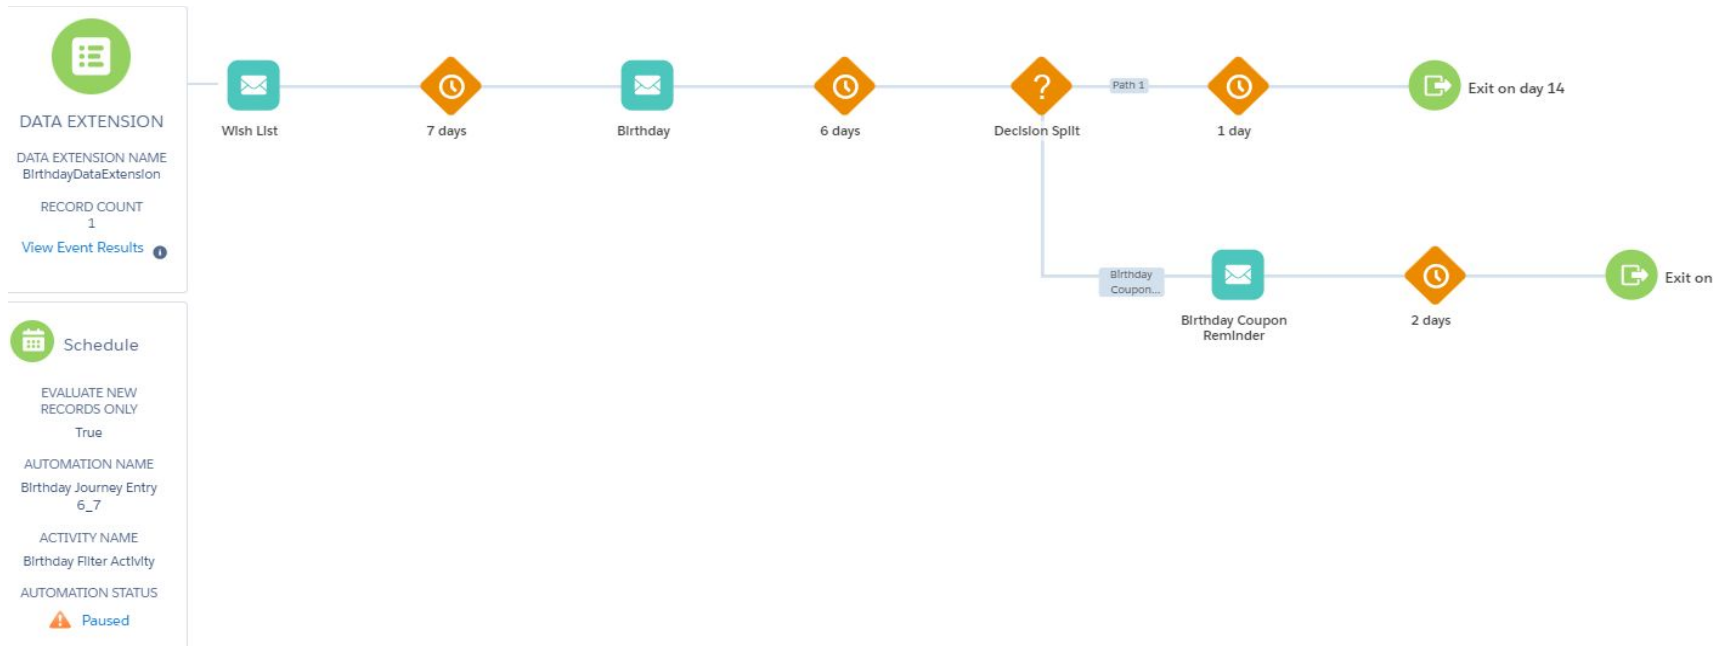 DATA EXTENSION
DATA EXTENSION NAME
BirthdayDataExtension
RECORD COUNT
1
View Event Results
Schedule
EVALUATE NEW
RECORDS ONLY
True
AUTOMATION NAME
Birthday Journey Entry
6_7
ACTIVITY NAME
Birthday Filter Activity
AUTOMATION STATUS
Paused
Wish List
7 days
Birthday
6 days
Decision Split
Path 1
1 day
Exit on day 14
Birthday
Coupon...
Birthday Coupon
Reminder
2 days
Exit on